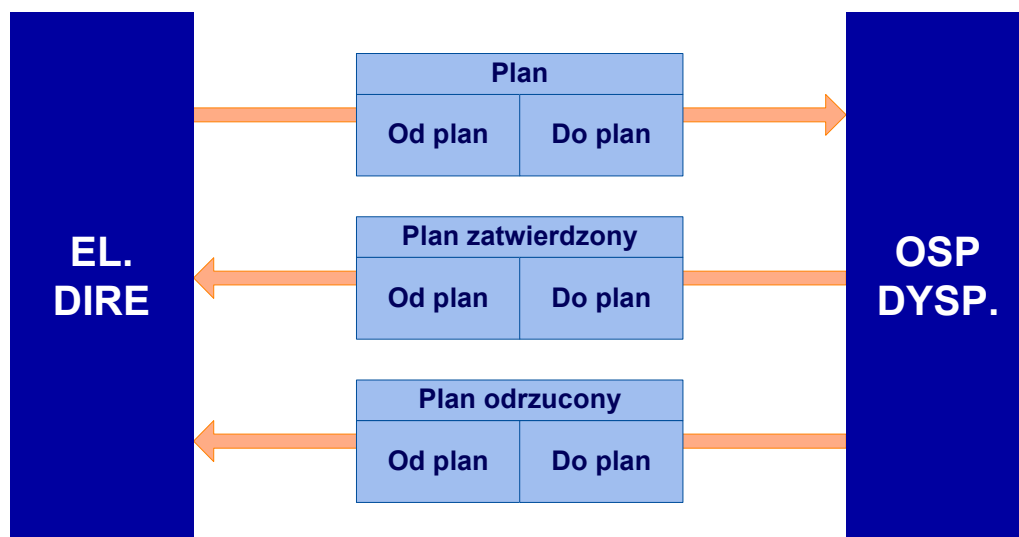 Plan
Od plan
Do plan
EL.
DIRE
Plan zatwierdzony
Od plan
Do plan
OSP
DYSP.
Plan odrzucony
Od plan
Do plan